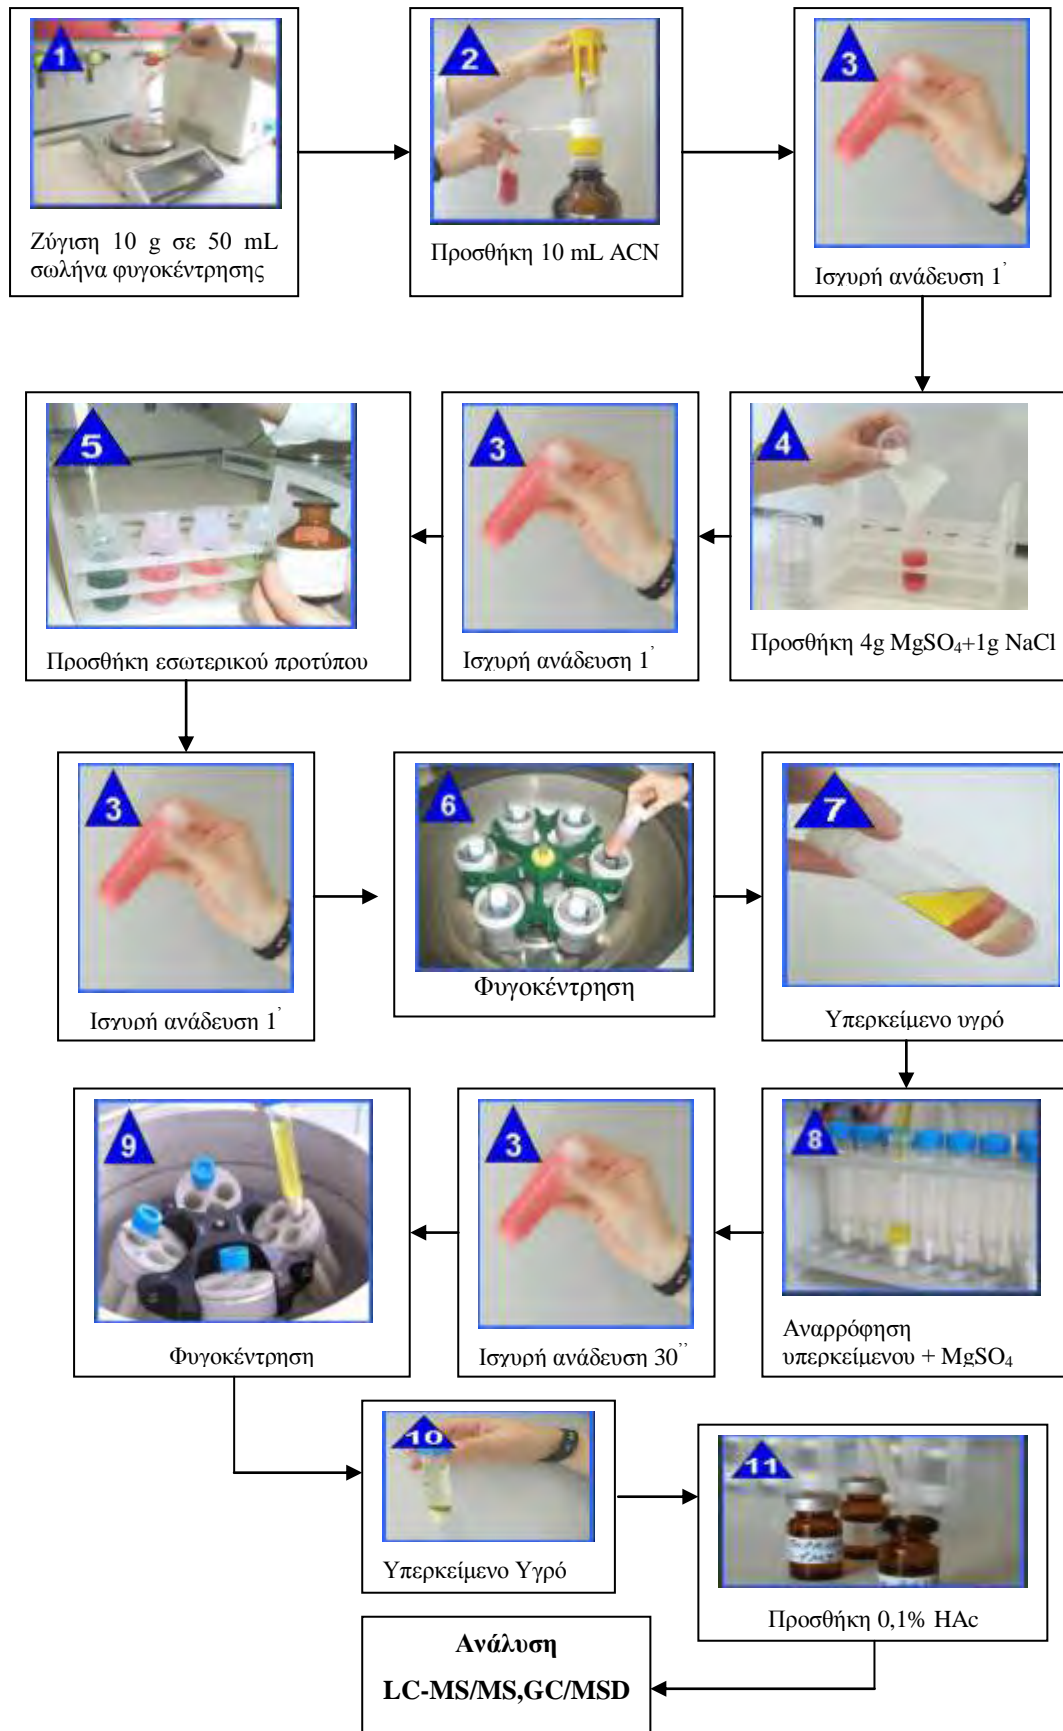 1
Ζύγιση 10 g σε 50 mL
σωλήνα φυγοκέντρησης
2
Προσθήκη 10 mL ACN
3
Ισχυρή ανάδευση 1’
4
Προσθήκη 4g MgSO₄+1g NaCl
3
Ισχυρή ανάδευση 1’
5
Προσθήκη εσωτερικού προτύπου
3
Ισχυρή ανάδευση 1’
6
Φυγοκέντρηση
7
Υπερκείμενο υγρό
8
Αναρρόφηση
υπερκείμενου + MgSO₄
3
Ισχυρή ανάδευση 30’’
9
Φυγοκέντρηση
10
Υπερκείμενο Υγρό
11
Προσθήκη 0,1% HAc
Ανάλυση
LC-MS/MS,GC/MSD